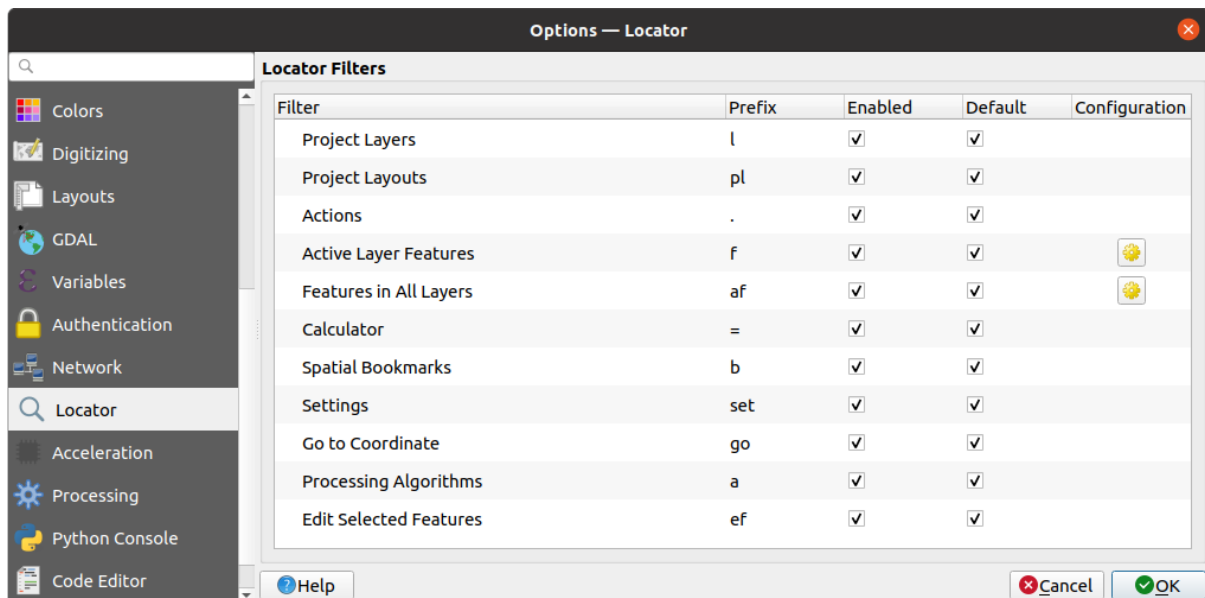 Options — Locator
Locator Filters
Colors
Digitizing
Layouts
GDAL
Variables
Authentication
Network
Locator
Acceleration
Processing
Python Console
Code Editor
Filter Prefix Enabled Default Configuration
Project Layers l
Project Layouts pl
Actions .
Active Layer Features f
Features in All Layers af
Calculator =
Spatial Bookmarks b
Settings set
Go to Coordinate go
Processing Algorithms a
Edit Selected Features ef
Help Cancel OK